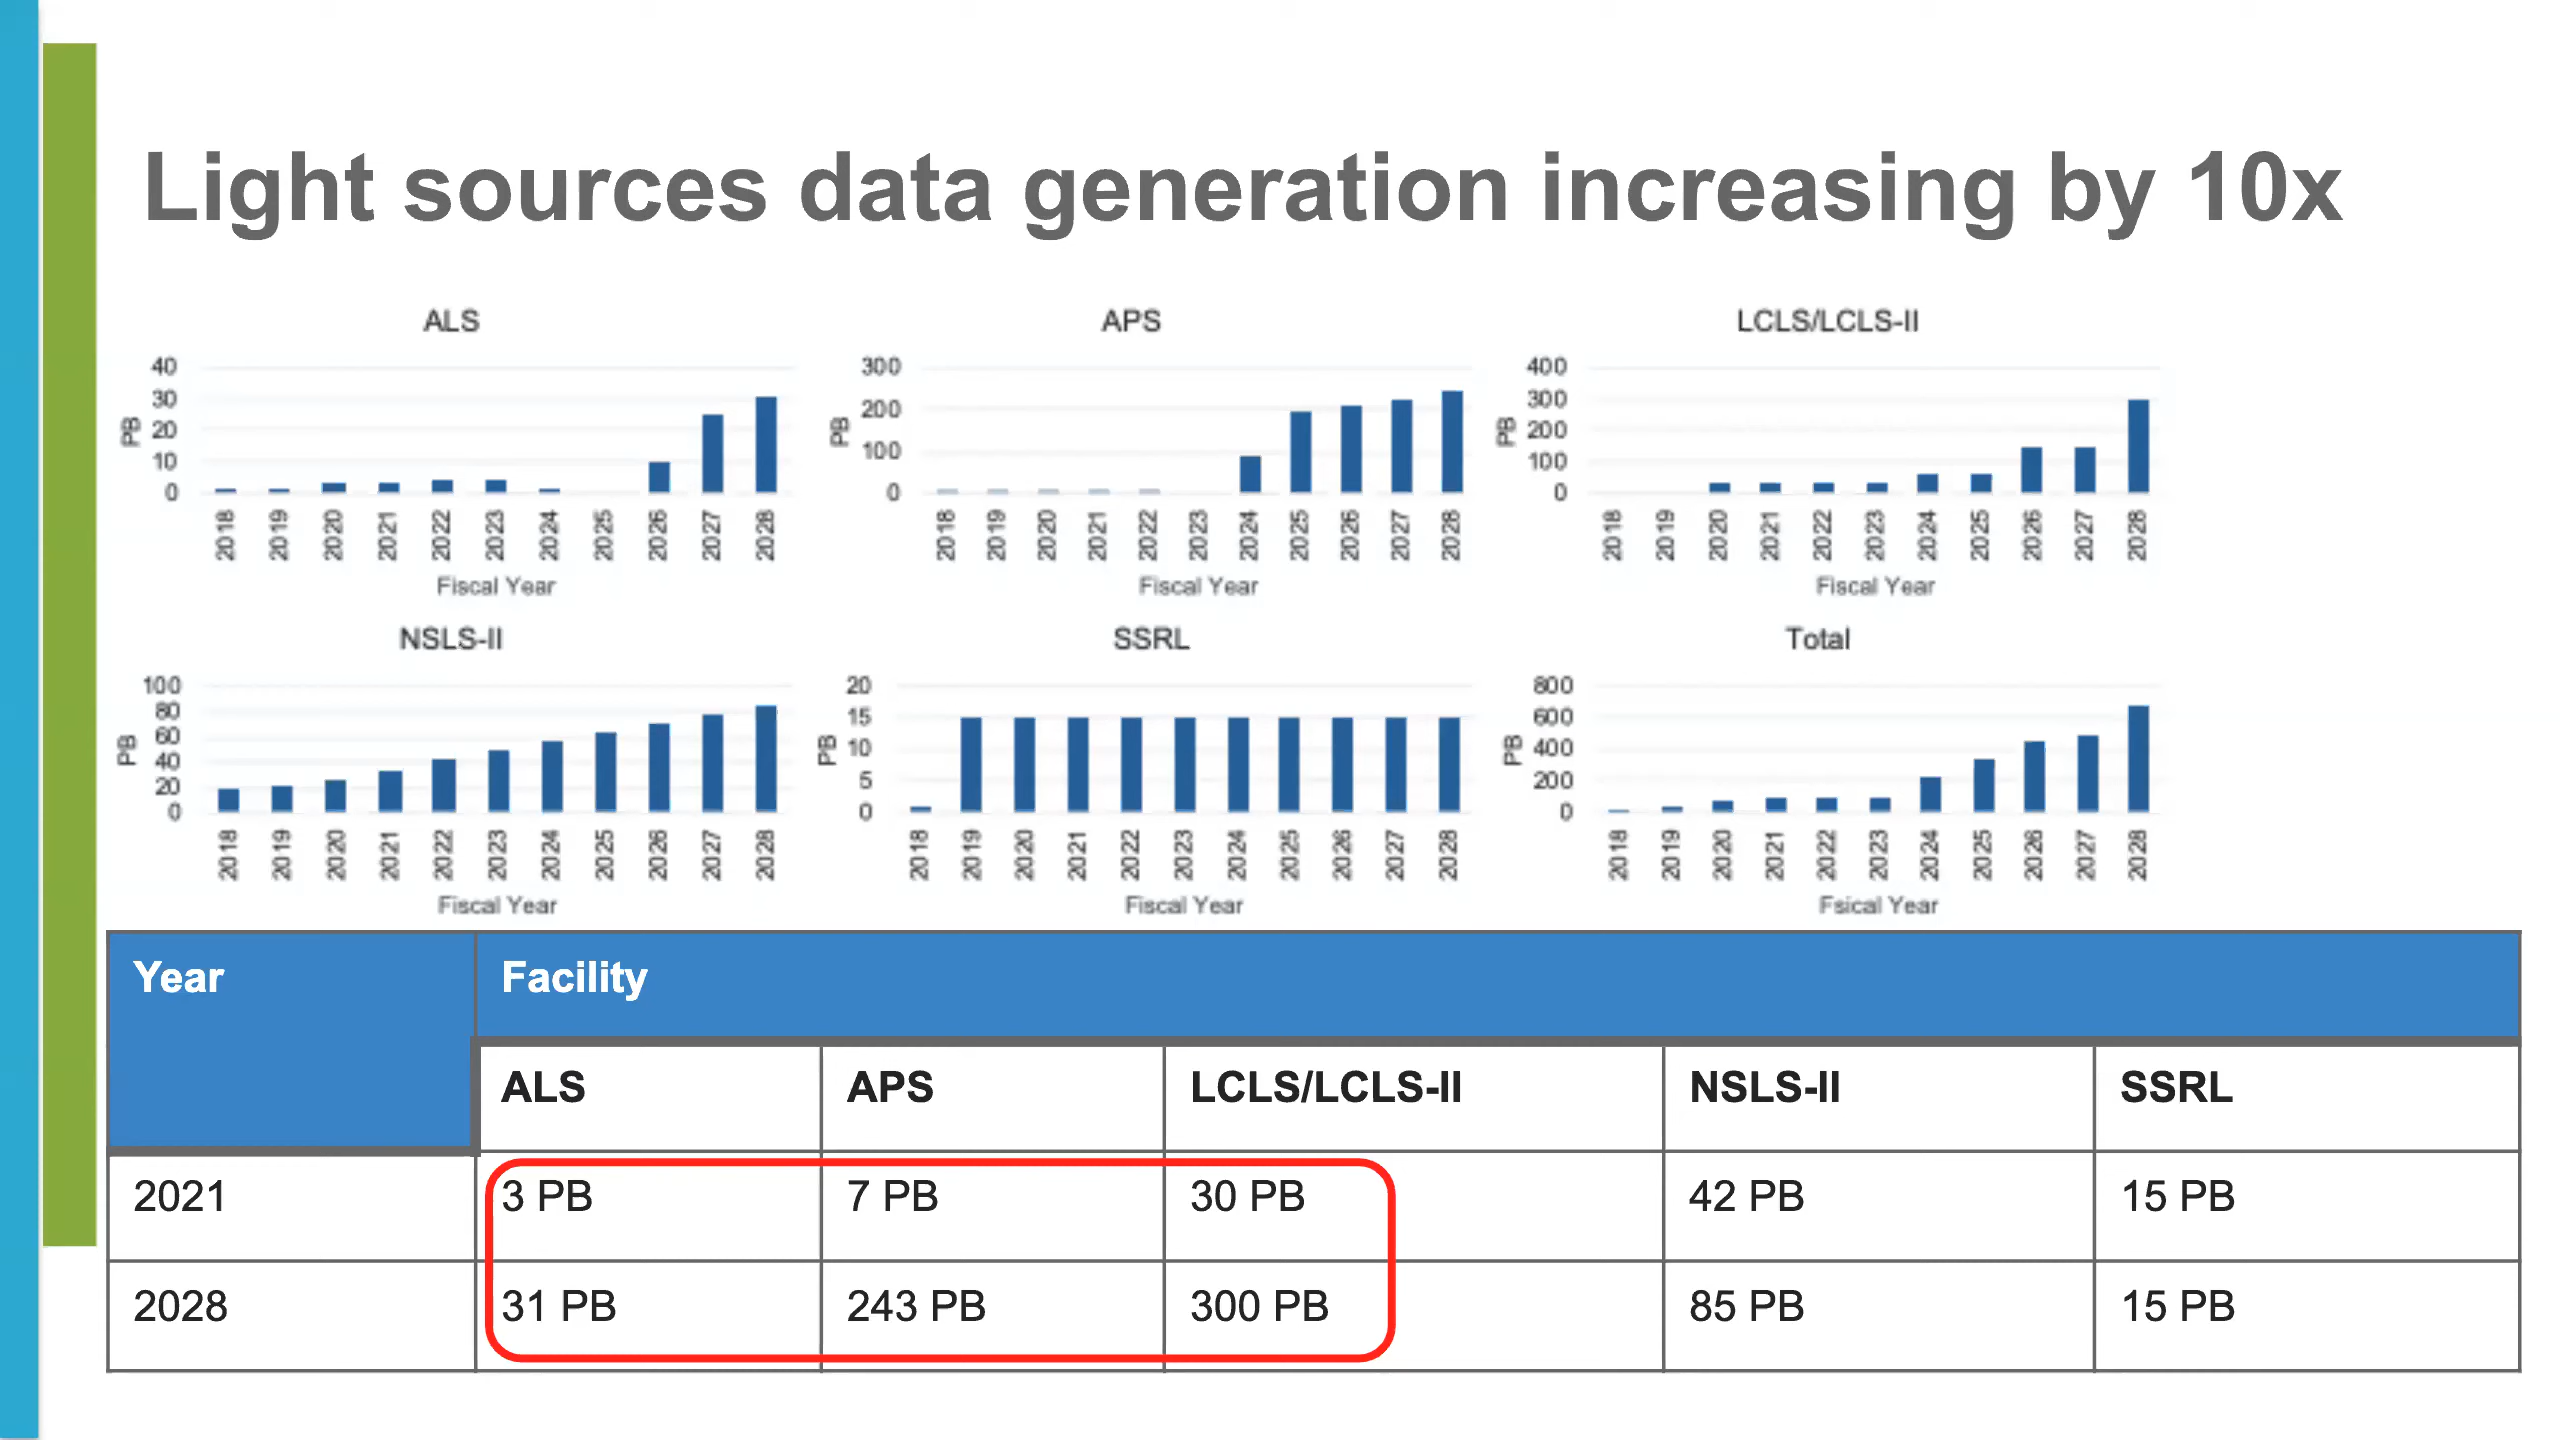 Light sources data generation increasing by 10x
ALS
PB
40
30
20
10
0
2018 2019 2020 2021 2022 2023 2024 2025 2026 2027 2028
Fiscal Year
APS
PB
300
200
100
0
2018 2019 2020 2021 2022 2023 2024 2025 2026 2027 2028
Fiscal Year
LCLS/LCLS-II
PB
400
300
200
100
0
2018 2019 2020 2021 2022 2023 2024 2025 2026 2027 2028
Fiscal Year
NSLS-II
PB
100
80
60
40
20
0
2018 2019 2020 2021 2022 2023 2024 2025 2026 2027 2028
Fiscal Year
SSRL
PB
20
15
10
5
0
2018 2019 2020 2021 2022 2023 2024 2025 2026 2027 2028
Fiscal Year
Total
PB
800
600
400
200
0
2018 2019 2020 2021 2022 2023 2024 2025 2026 2027 2028
Fsical Year
Year Facility
ALS APS LCLS/LCLS-II NSLS-II SSRL
2021 3 PB 7 PB 30 PB 42 PB 15 PB
2028 31 PB 243 PB 300 PB 85 PB 15 PB